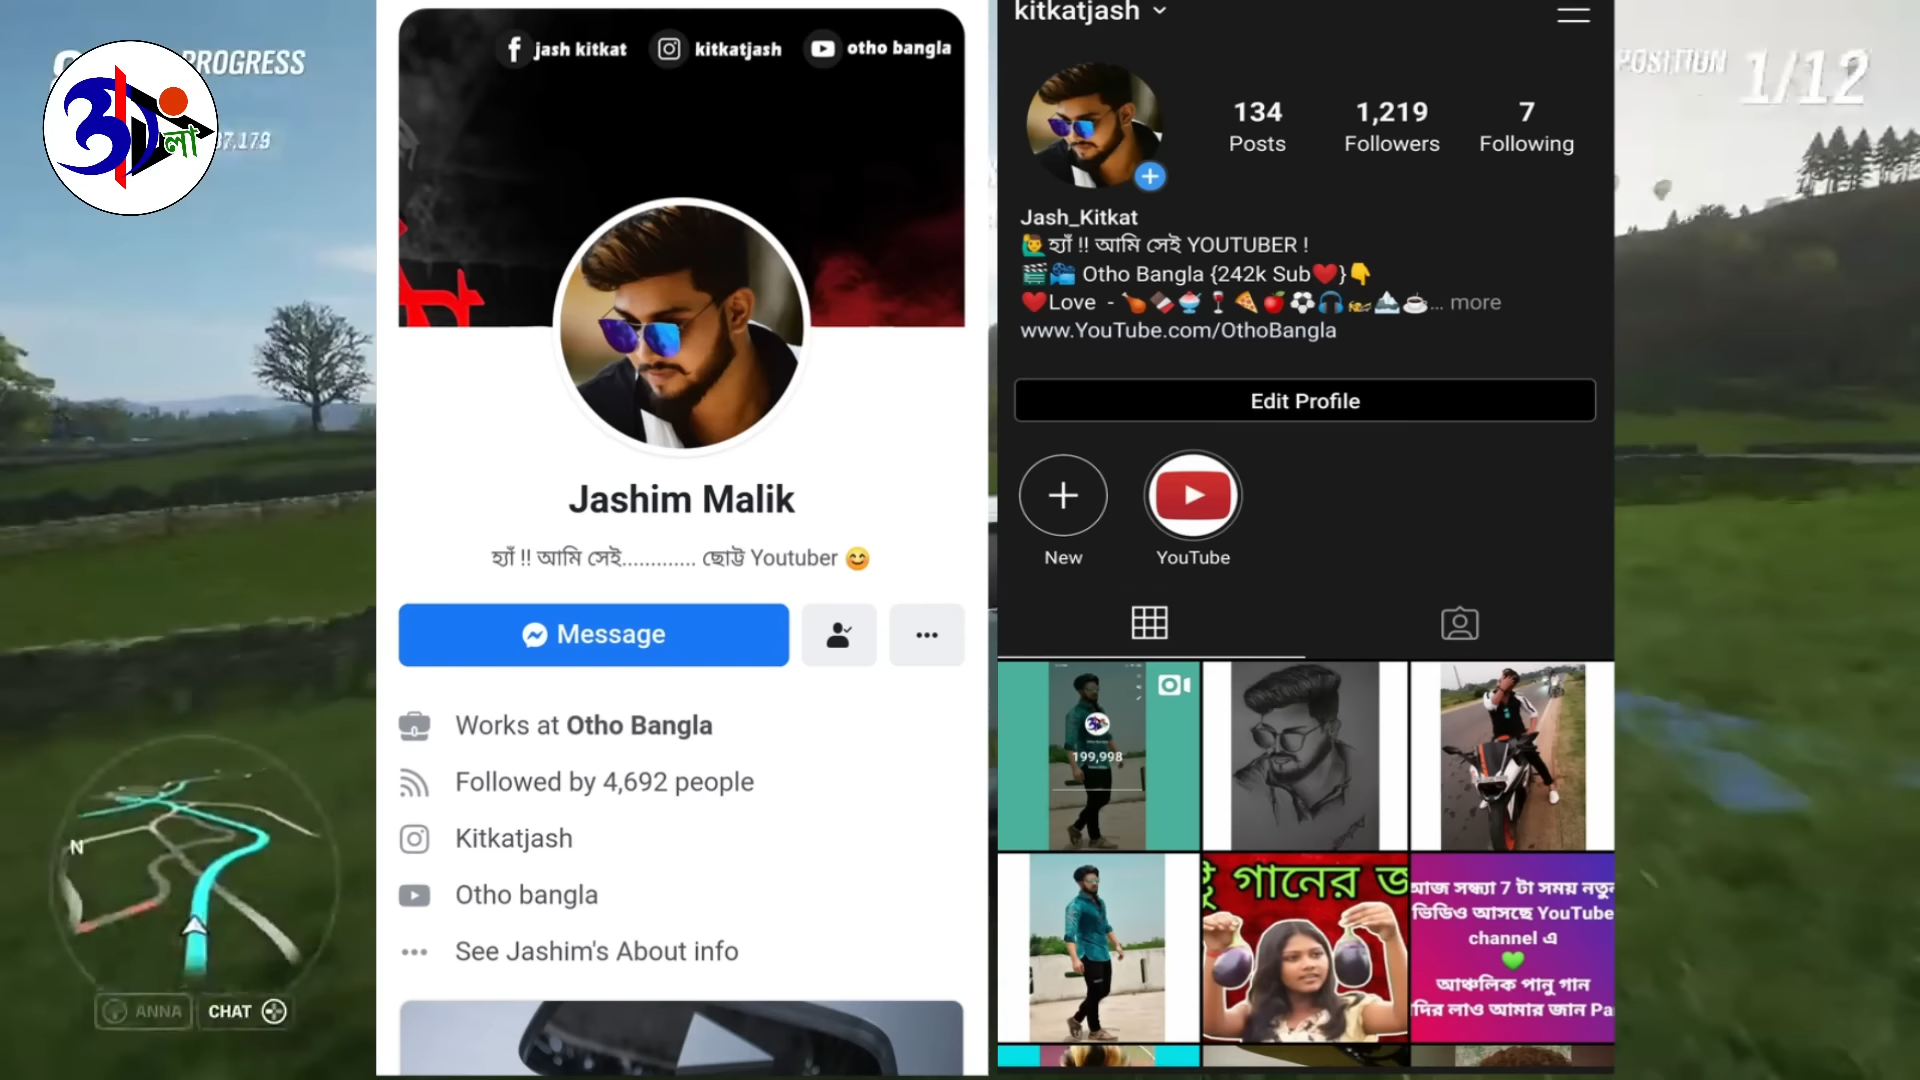 PROGRESS
37.179
লা
N
ANNA
CHAT
jash kitkat
kitkatjash
otho bangla
Jashim Malik
হ্যাঁ !! আমি সেই............. ছোট্ট Youtuber 😊
Message
Works at Otho Bangla
Followed by 4,692 people
Kitkatjash
Otho bangla
See Jashim's About info
kitkatjash
134
1,219
7
Posts
Followers
Following
Jash_Kitkat
🙋‍♂️ হ্যাঁ !! আমি সেই YOUTUBER !
🎬🎥 Otho Bangla {242k Sub❤️}👇
❤️Love - 🍗🍫🍧🍷🍕🍎⚽🎧🏍️🏔️☕... more
www.YouTube.com/OthoBangla
Edit Profile
New
YouTube
199,998
গানের জ
আজ সন্ধ্যা 7 টা সময় নতুন
ভিডিও আসছে YouTube
channel এ
💚
আঞ্চলিক পানু গান
দির লাও আমার জান Pa
POSITION 1/12